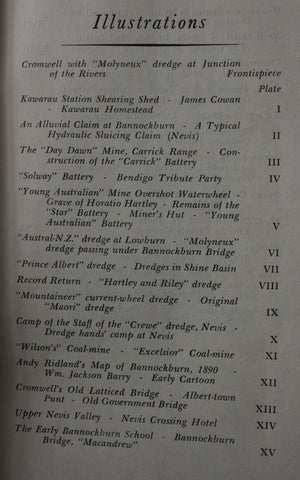 Illustrations
Cromwell with "Molyneux" dredge at Junction
of the Rivers Frontispiece
Plate
Kawarau Station Shearing Shed - James Cowan
- Kawarau Homestead I
An Alluvial Claim at Bannockburn - A Typical
Hydraulic Sluicing Claim (Nevis) II
The "Day Dawn" Mine, Carrick Range - Con-
struction of the "Carrick" Battery III
"Solway" Battery - Bendigo Tribute Party IV
"Young Australian" Mine Overshot Waterwheel -
Grave of Horatio Hartley - Remains of the
"Star" Battery - Miner's Hut - "Young
Australian" Battery V
"Austral-N.Z." dredge at Lowburn - "Molyneux"
dredge passing under Bannockburn Bridge VI
"Prince Albert" dredge - Dredges in Shine Basin VII
Record Return - "Hartley and Riley" dredge VIII
"Mountaineer" current-wheel dredge - Original
"Maori" dredge IX
Camp of the Staff of the "Crewe" dredge, Nevis -
Dredge hands' camp at Nevis X
"Wilson's" Coal-mine - "Excelsior" Coal-mine XI
Andy Ridland's Map of Bannockburn, 1890 -
Wm. Jackson Barry - Early Cartoon XII
Cromwell's Old Latticed Bridge - Albert-town
Punt - Old Government Bridge XIII
Upper Nevis Valley - Nevis Crossing Hotel XIV
The Early Bannockburn School - Bannockburn
Bridge, "Macandrew" XV